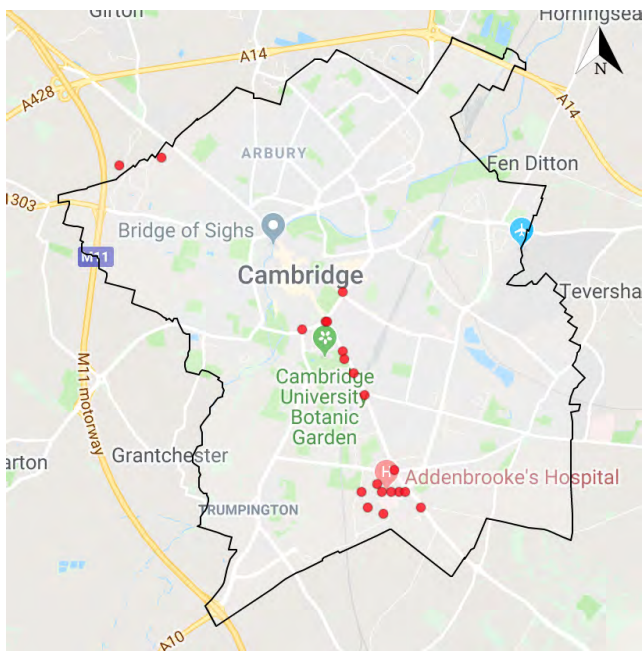 Girton
Horningsea
N
A14
A428
A14
ARBURY
Fen Ditton
1303
Bridge of Sighs
M11
Cambridge
Teversha
M11 motorway
Cambridge
University
Botanic
Garden
Grantchester
arton
H
Addenbrooke's Hospital
TRUMPINGTON
A10